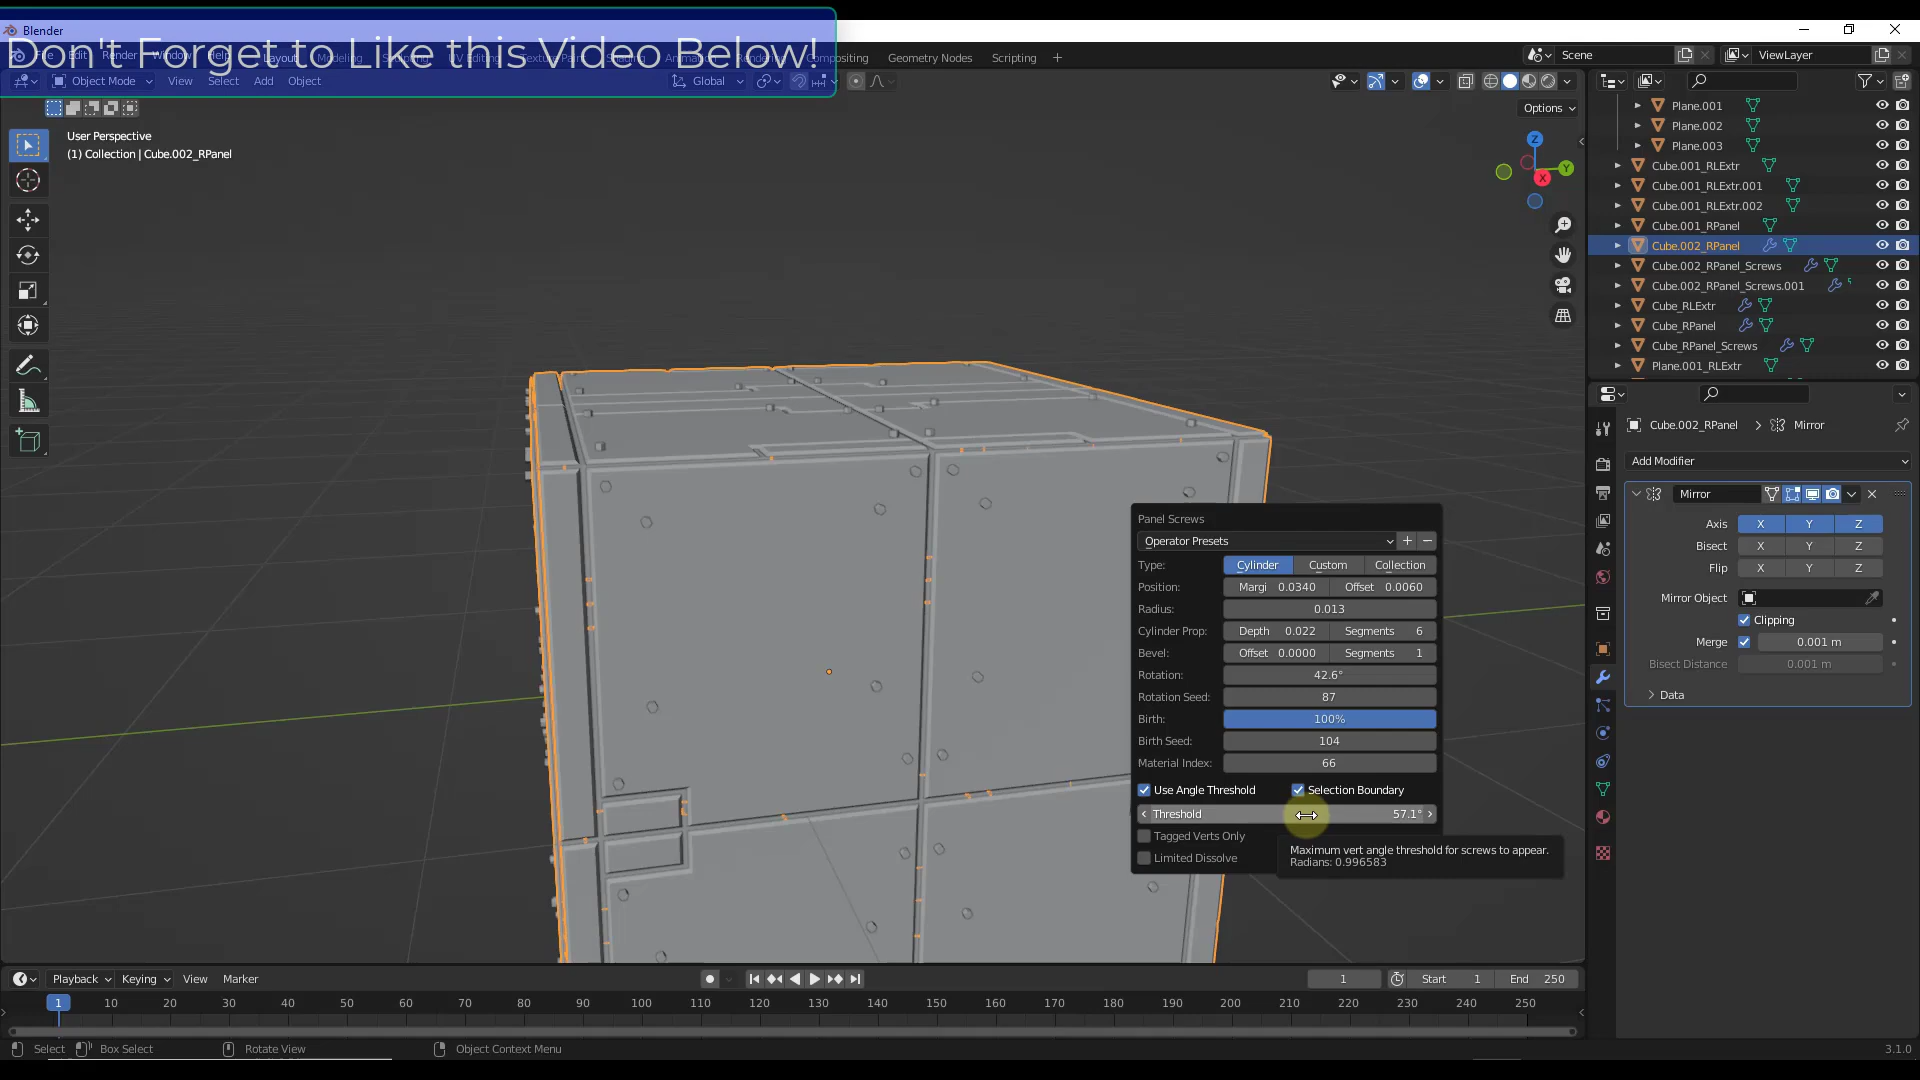 Blender
Don't Forget to Like this Video Below!
Geometry Nodes
Scripting
Scene
ViewLayer
Object Mode
View
Select
Add
Object
Global
Options
User Perspective
(1) Collection | Cube.002_RPanel
Z
Y
X
Plane.001
Plane.002
Plane.003
Cube.001_RLExtr
Cube.001_RLExtr.001
Cube.001_RLExtr.002
Cube.001_RPanel
Cube.002_RPanel
Cube.002_RPanel_Screws
Cube.002_RPanel_Screws.001
Cube_RLExtr
Cube_RPanel
Cube_RPanel_Screws
Plane.001_RLExtr
Cube.002_RPanel > Mirror
Add Modifier
Mirror
Axis X Y Z
Bisect X Y Z
Flip X Y Z
Mirror Object
Clipping
Merge 0.001 m
Bisect Distance 0.001 m
Data
Panel Screws
Operator Presets
Type: Cylinder Custom Collection
Position: Margi 0.0340 Offset 0.0060
Radius: 0.013
Cylinder Prop: Depth 0.022 Segments 6
Bevel: Offset 0.0000 Segments 1
Rotation: 42.6°
Rotation Seed: 87
Birth: 100%
Birth Seed: 104
Material Index: 66
Use Angle Threshold Selection Boundary
Threshold 57.1°
Tagged Verts Only
Limited Dissolve
Maximum vert angle threshold for screws to appear.
Radians: 0.996583
Playback Keying View Marker
1 Start 1 End 250
1 10 20 30 40 50 60 70 80 90 100 110 120 130 140 150 160 170 180 190 200 210 220 230 240 250
Select Box Select Rotate View Object Context Menu
3.1.0